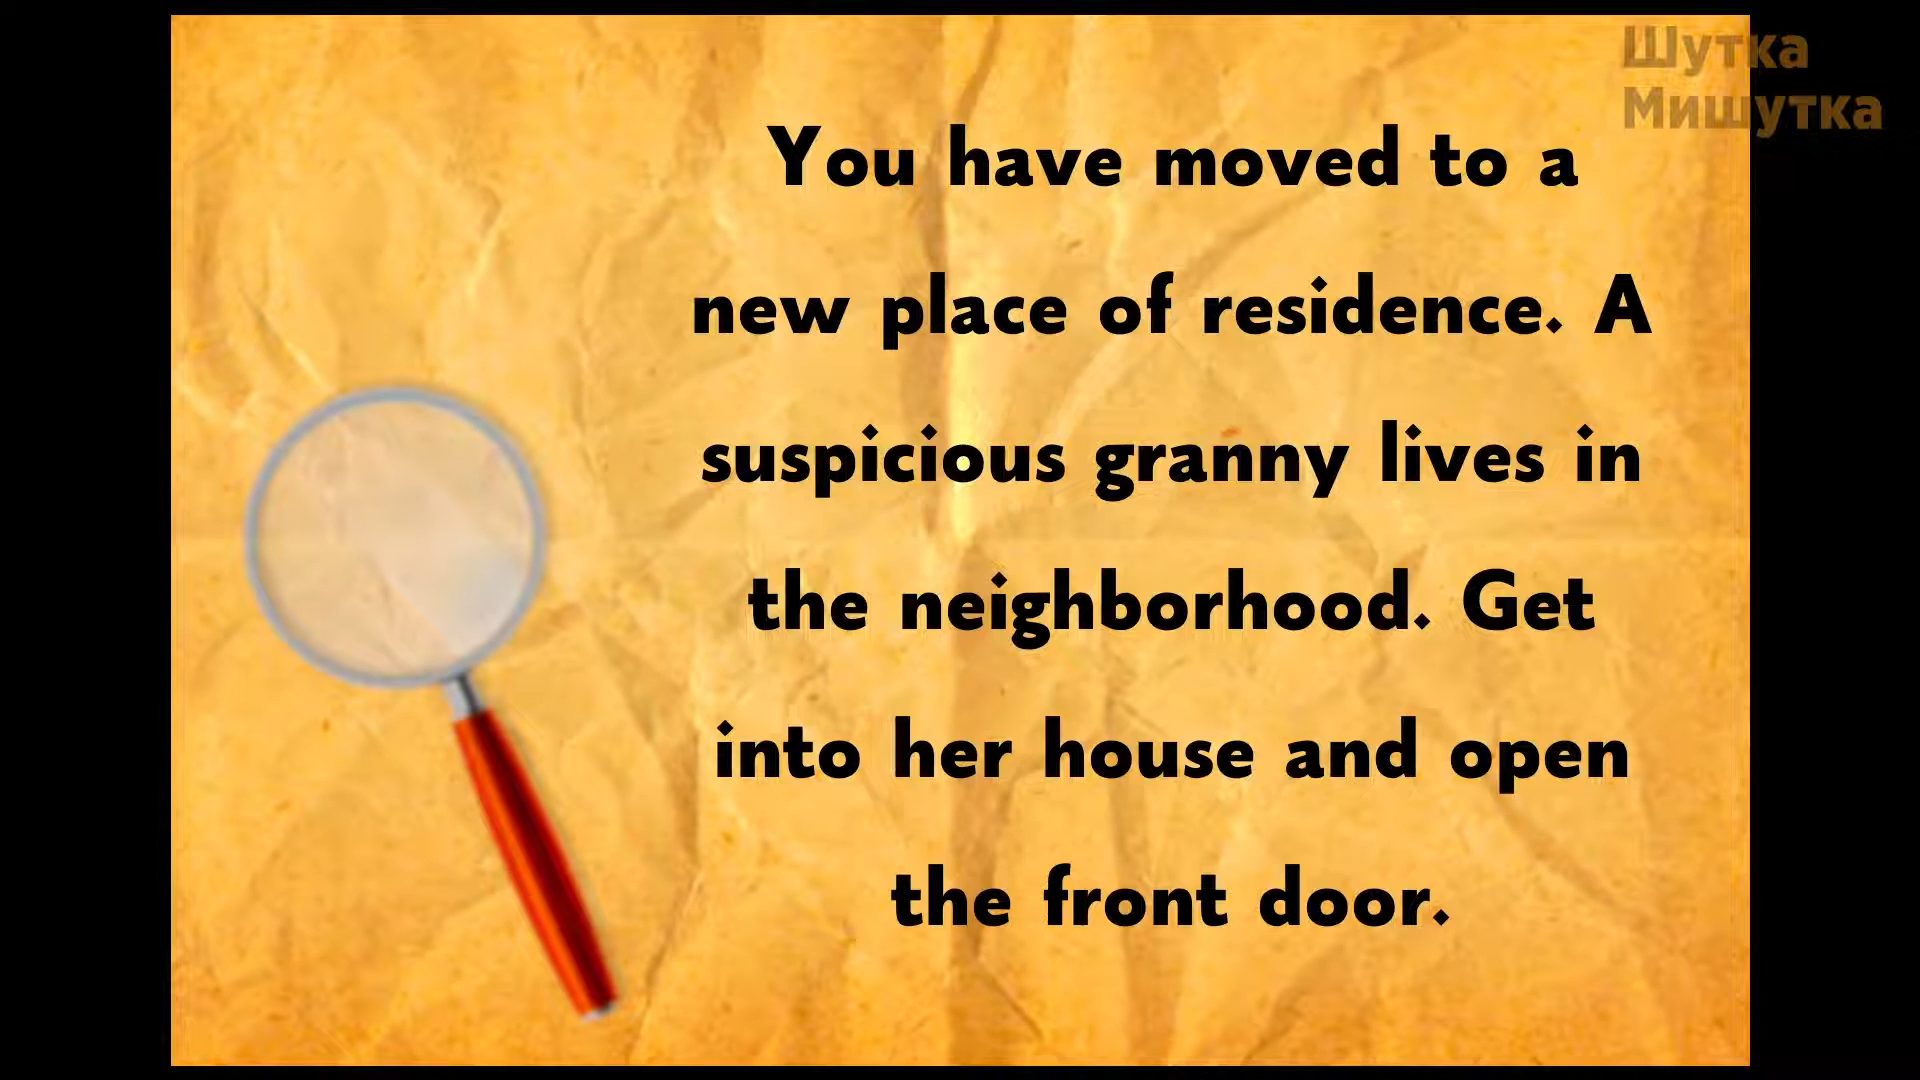 Шутка
Мишутка
You have moved to a
new place of residence. A
suspicious granny lives in
the neighborhood. Get
into her house and open
the front door.